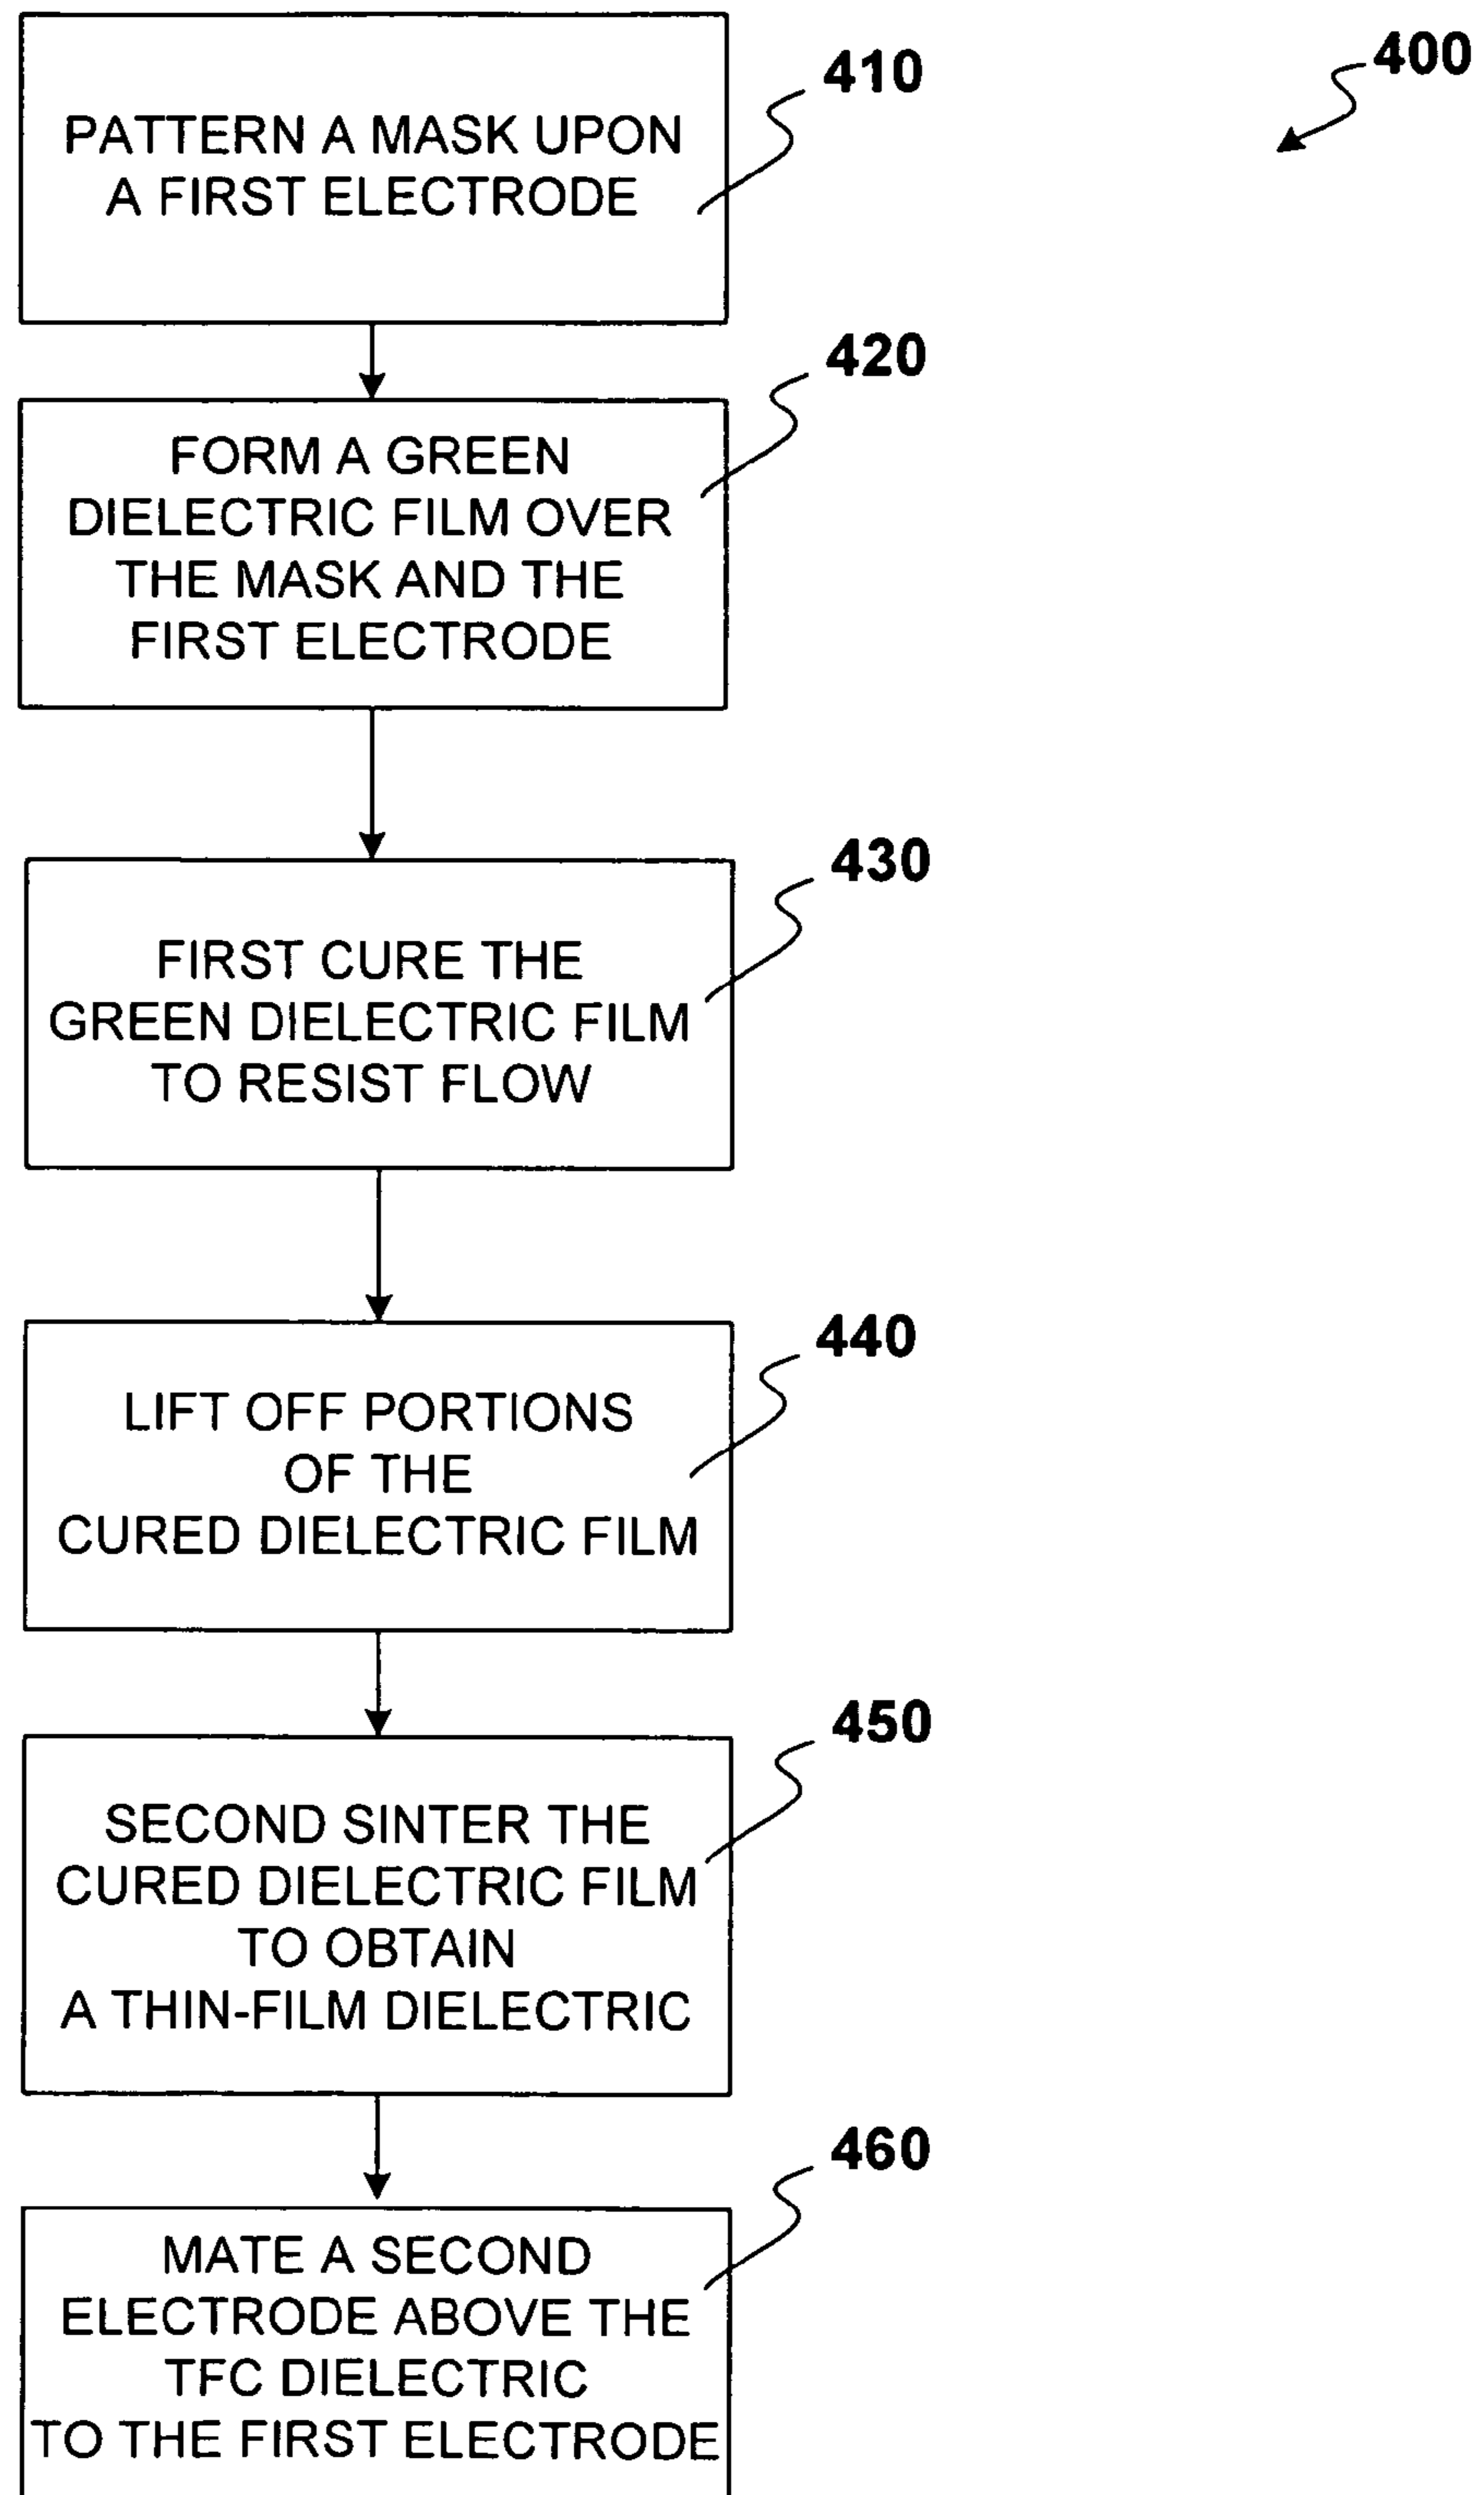 400
410
PATTERN A MASK UPON
A FIRST ELECTRODE
420
FORM A GREEN
DIELECTRIC FILM OVER
THE MASK AND THE
FIRST ELECTRODE
430
FIRST CURE THE
GREEN DIELECTRIC FILM
TO RESIST FLOW
440
LIFT OFF PORTIONS
OF THE
CURED DIELECTRIC FILM
450
SECOND SINTER THE
CURED DIELECTRIC FILM
TO OBTAIN
A THIN-FILM DIELECTRIC
460
MATE A SECOND
ELECTRODE ABOVE THE
TFC DIELECTRIC
TO THE FIRST ELECTRODE